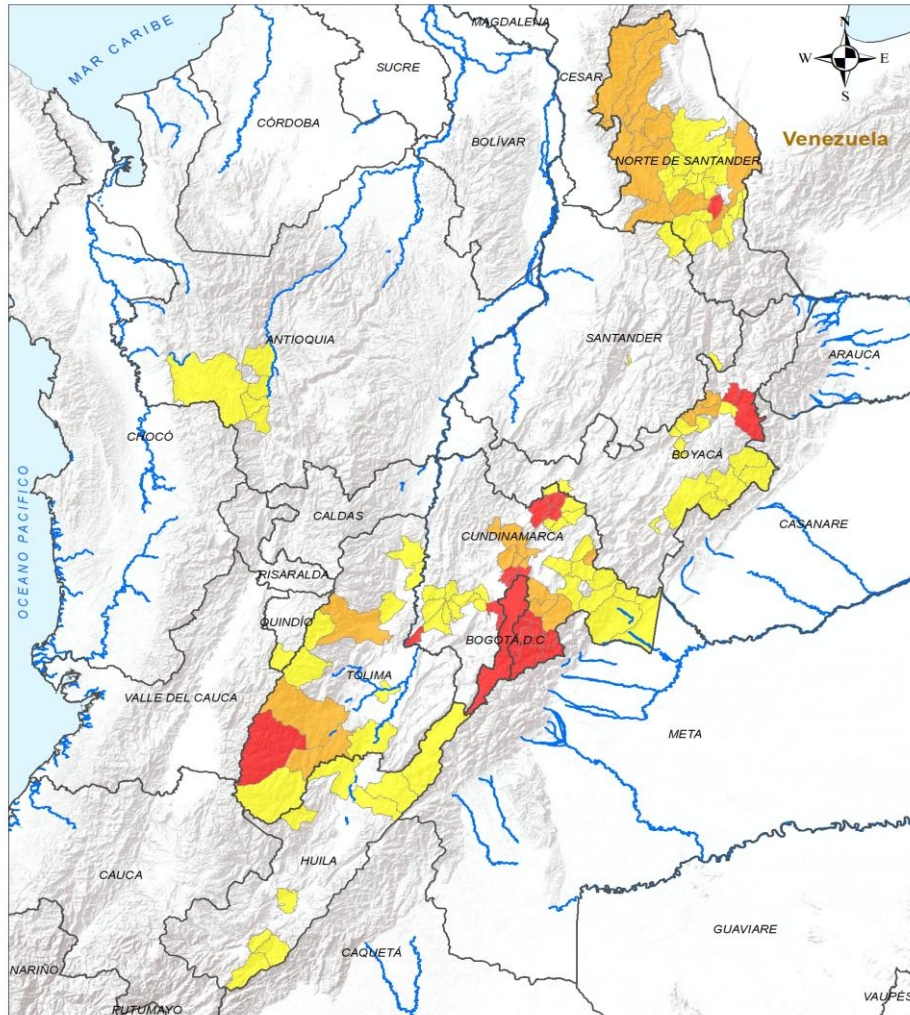 MAGDALENA
MAR CARIBE
N
W
E
S
SUCRE
CESAR
CÓRDOBA
BOLÍVAR
Venezuela
NORTE DE SANTANDER
ANTIOQUIA
SANTANDER
ARAUCA
CHOCÓ
BOYACÁ
OCEANO PACIFICO
CALDAS
CASANARE
CUNDINAMARCA
RISARALDA
QUINDÍO
BOGOTÁ,D.C
TOLIMA
VALLE DEL CAUCA
META
HUILA
CAUCA
GUAVIARE
CAQUETÁ
NARIÑO
VAUPÉS
PUTUMAYO